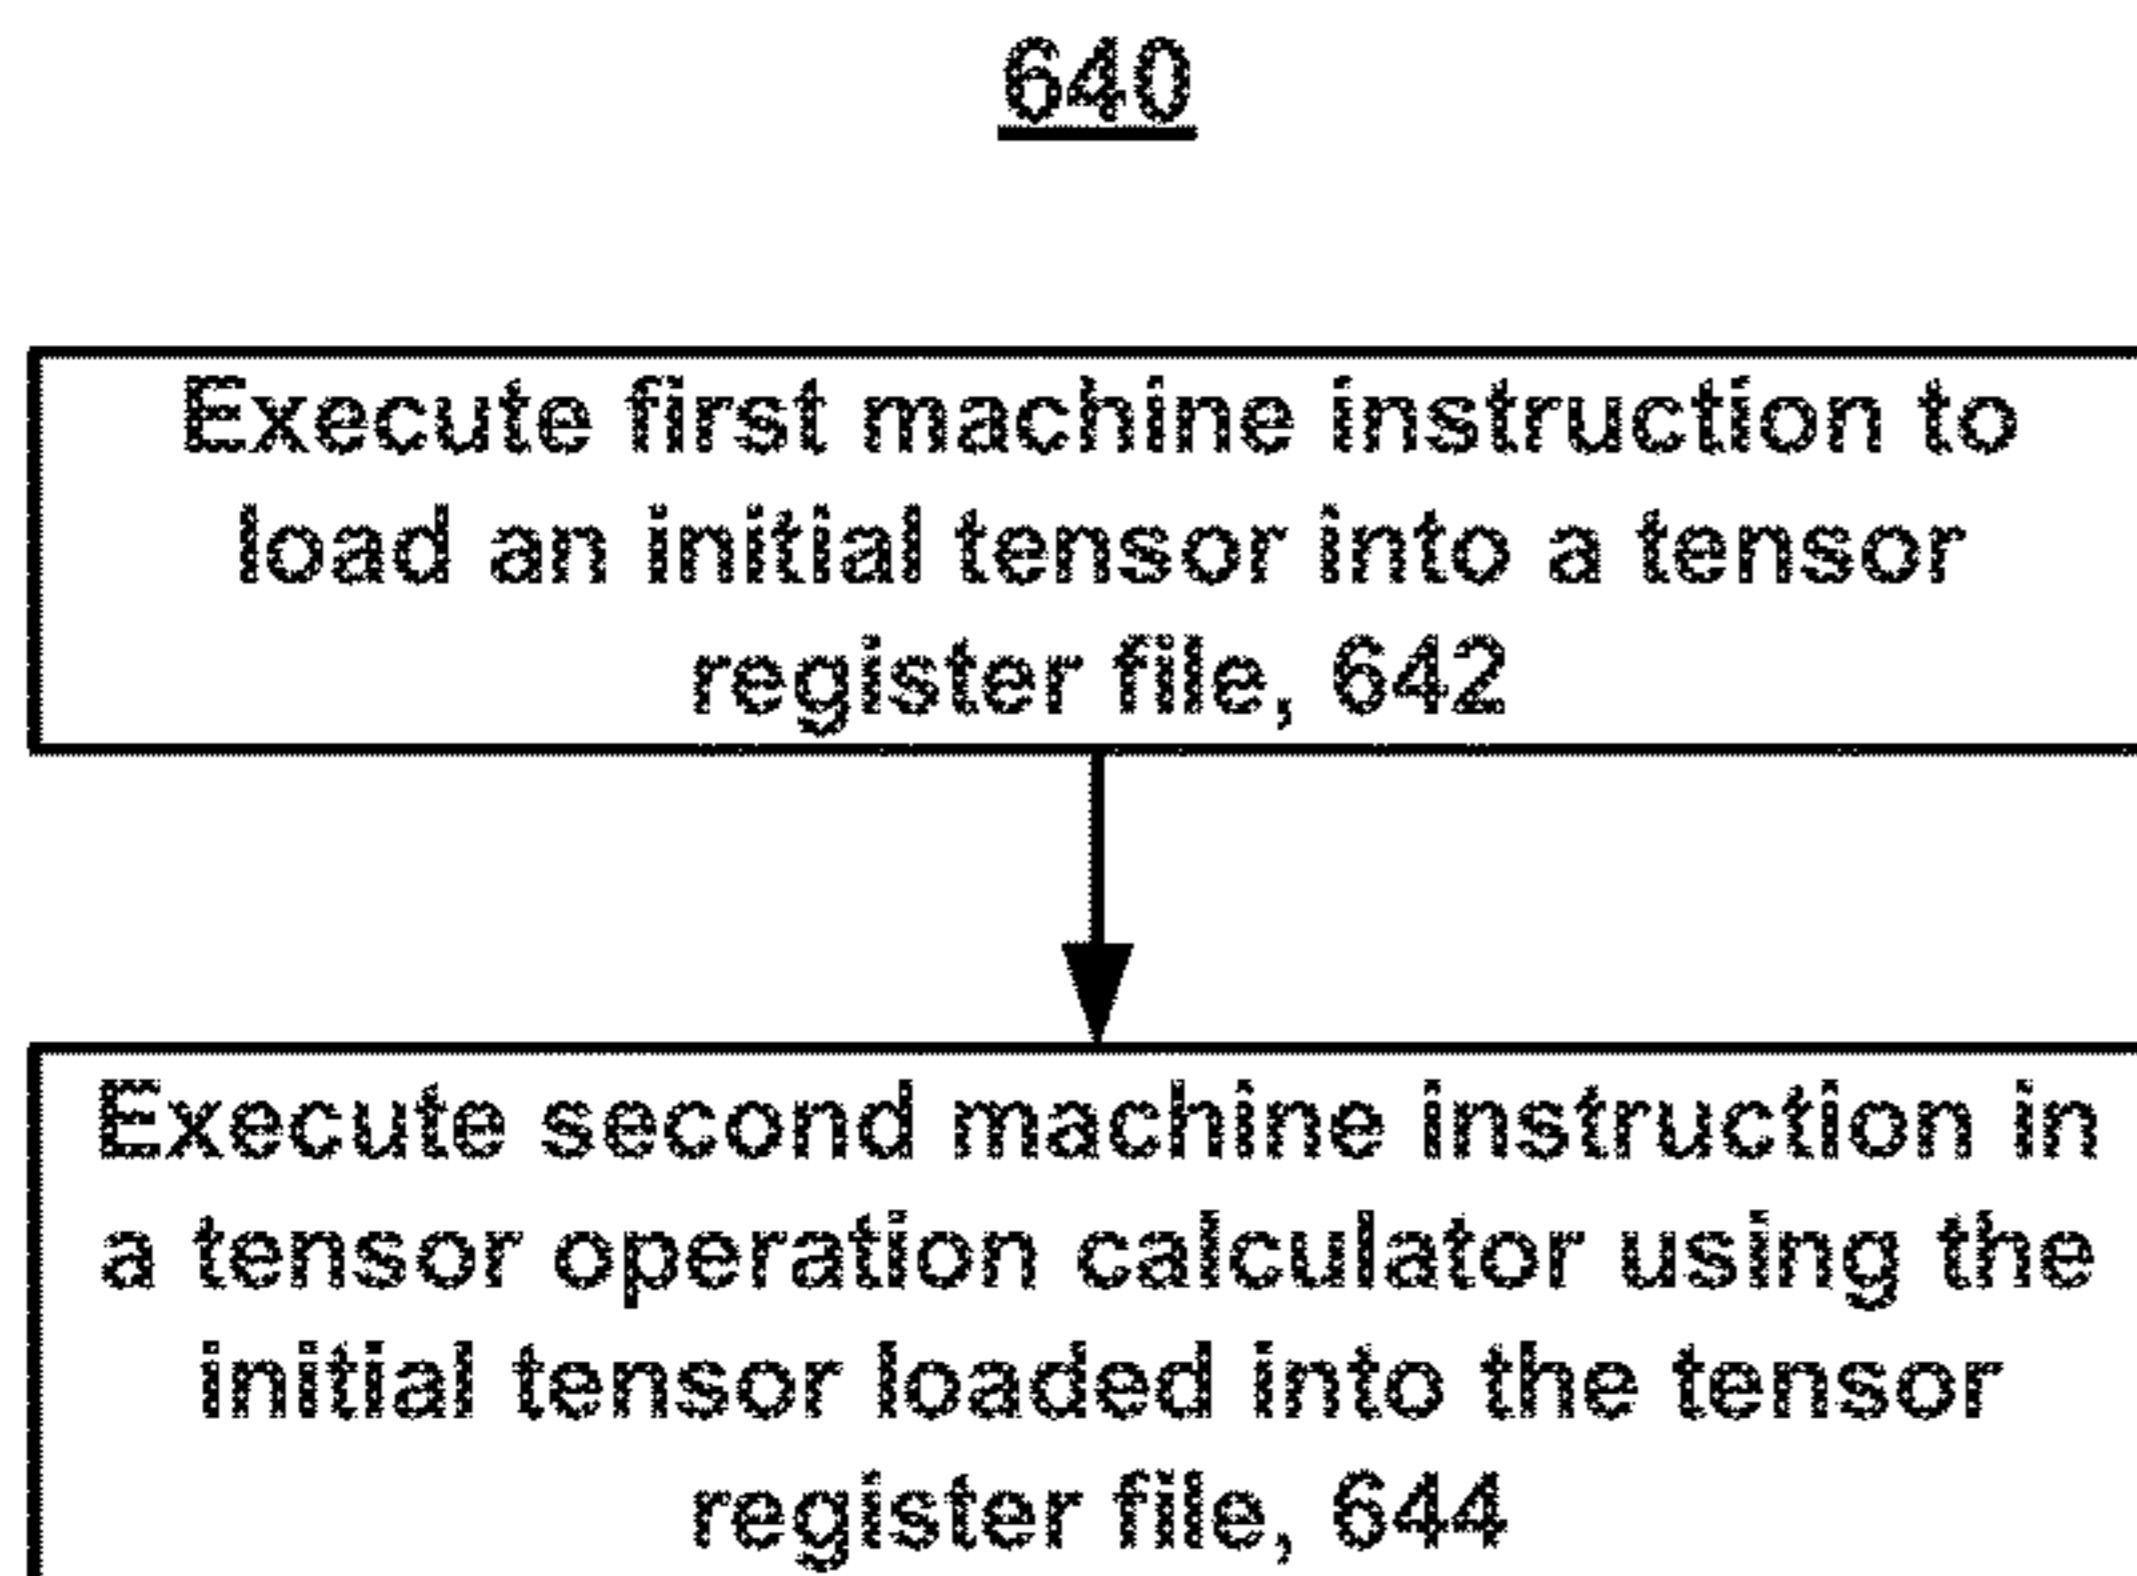 640
Execute first machine instruction to
load an initial tensor into a tensor
register file, 642
Execute second machine instruction in
a tensor operation calculator using the
initial tensor loaded into the tensor
register file, 644